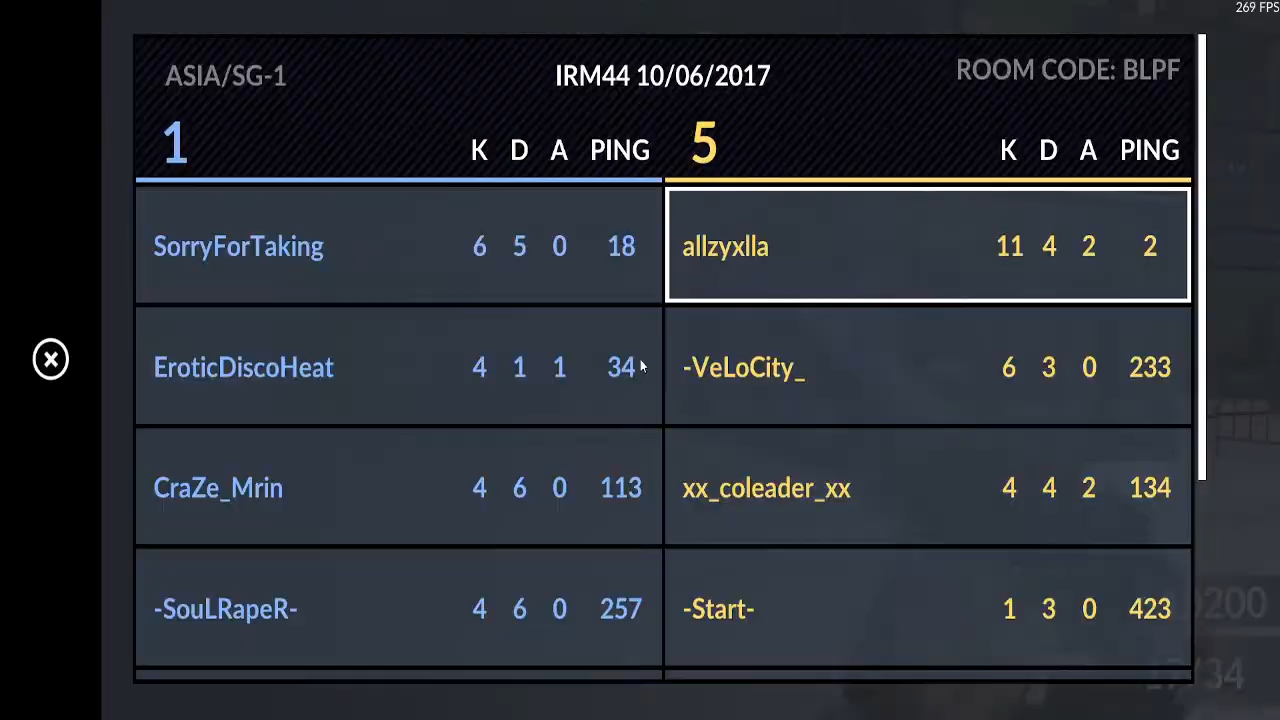 269 FPS
ASIA/SG-1 IRM44 10/06/2017 ROOM CODE: BLPF
1 K D A PING 5 K D A PING
SorryForTaking 6 5 0 18 allzyxlla 11 4 2 2
EroticDiscoHeat 4 1 1 34 -VeLoCity_ 6 3 0 233
CraZe_Mrin 4 6 0 113 xx_coleader_xx 4 4 2 134
-SouLRapeR- 4 6 0 257 -Start- 1 3 0 423